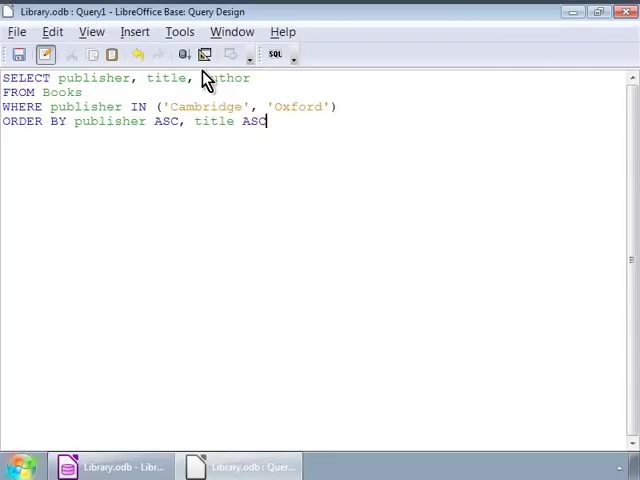 Library.odb : Query1 - LibreOffice Base: Query Design
File Edit View Insert Tools Window Help
SQL
SELECT publisher, title, author
FROM Books
WHERE publisher IN ('Cambridge', 'Oxford')
ORDER BY publisher ASC, title ASC
Library.odb - Libr...
Library.odb : Que...